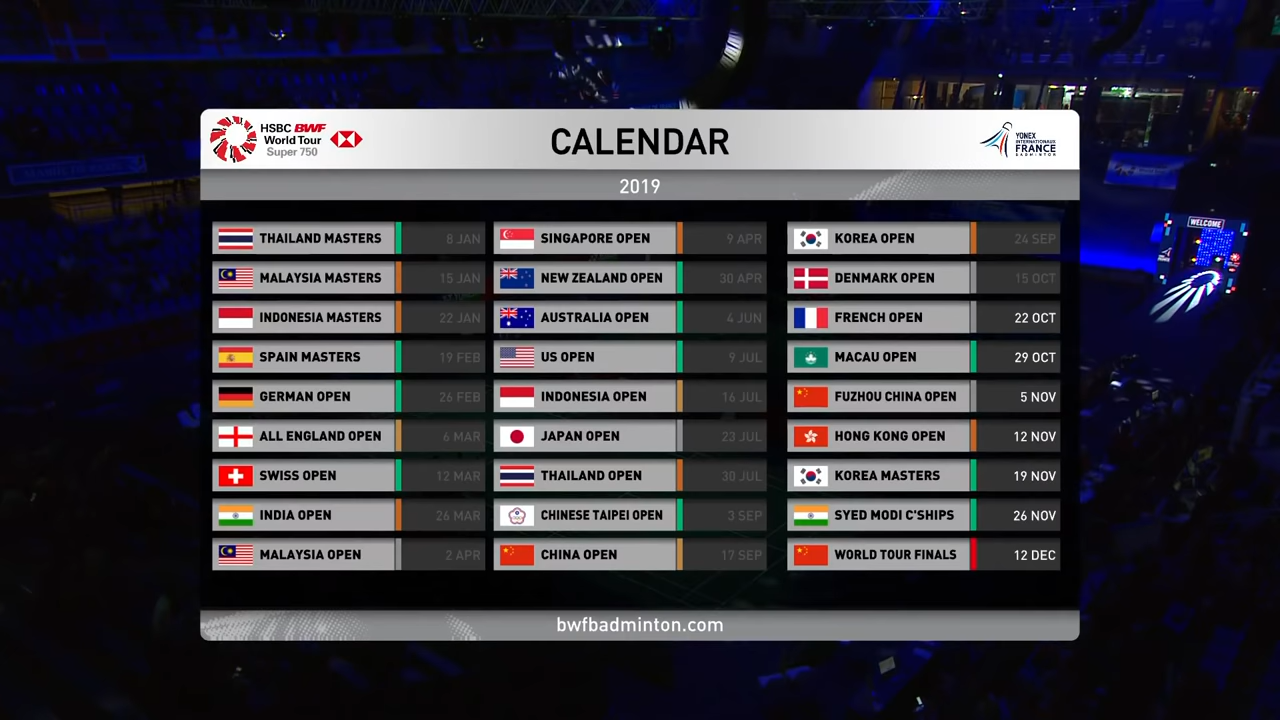 HSBC BWF
World Tour
Super 750
CALENDAR
YONEX
INTERNATIONAUX
FRANCE
BADMINTON
2019
THAILAND MASTERS 8 JAN
MALAYSIA MASTERS 15 JAN
INDONESIA MASTERS 22 JAN
SPAIN MASTERS 19 FEB
GERMAN OPEN 26 FEB
ALL ENGLAND OPEN 6 MAR
SWISS OPEN 12 MAR
INDIA OPEN 26 MAR
MALAYSIA OPEN 2 APR
SINGAPORE OPEN 9 APR
NEW ZEALAND OPEN 30 APR
AUSTRALIA OPEN 4 JUN
US OPEN 9 JUL
INDONESIA OPEN 16 JUL
JAPAN OPEN 23 JUL
THAILAND OPEN 30 JUL
CHINESE TAIPEI OPEN 3 SEP
CHINA OPEN 17 SEP
KOREA OPEN 24 SEP
DENMARK OPEN 15 OCT
FRENCH OPEN 22 OCT
MACAU OPEN 29 OCT
FUZHOU CHINA OPEN 5 NOV
HONG KONG OPEN 12 NOV
KOREA MASTERS 19 NOV
SYED MODI C'SHIPS 26 NOV
WORLD TOUR FINALS 12 DEC
bwfbadminton.com
WELCOME